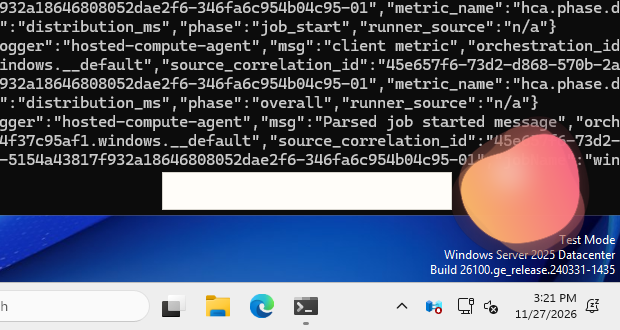 932a18646808052dae2f6-346fa6c954b04c95-01","metric_name":"hca.phase.d
":"distribution_ms","phase":"job_start","runner_source":"n/a"}
ogger":"hosted-compute-agent","msg":"client metric","orchestration_id
indows.__default","source_correlation_id":"45e657f6-73d2-d868-570b-2a
932a18646808052dae2f6-346fa6c954b04c95-01","metric_name":"hca.phase.d
":"distribution_ms","phase":"overall","runner_source":"n/a"}
gger":"hosted-compute-agent","msg":"Parsed job started message","orch
4f37c95af1.windows.__default","source_correlation_id":"45e657f6-73d2-
-5154a43817f932a18646808052dae2f6-346fa6c954b04c95-01" :"win
Test Mode
Windows Server 2025 Datacenter
Build 26100.ge_release.240331-1435
h
3:21 PM
11/27/2026